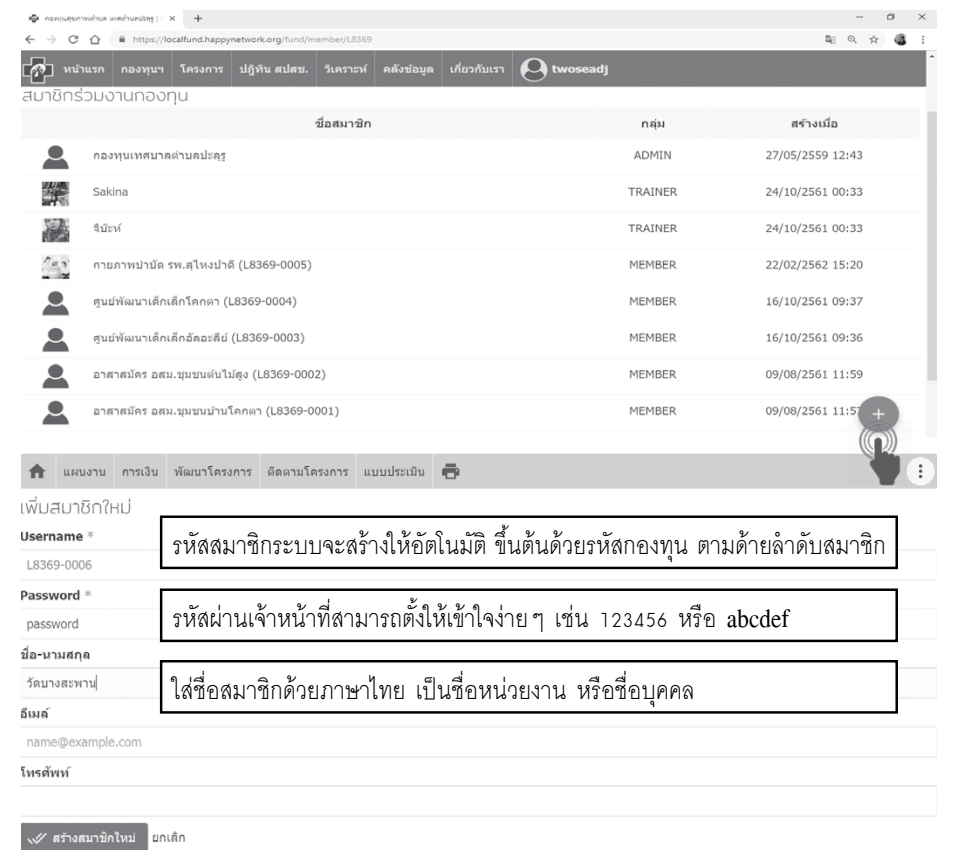 กองทุนสุขภาพตำบล เทศตำบลปะลุรู |
https://localfund.happynetwork.org/fund/member/L8369
หน้าแรก กองทุนฯ โครงการ ปฏิทิน สปสช. วิเคราะห์ คลังข้อมูล เกี่ยวกับเรา twoseadj
สมาชิกร่วมงานกองทุน
ชื่อสมาชิก กลุ่ม สร้างเมื่อ
กองทุนเทศบาลตำบลปะลุรู ADMIN 27/05/2559 12:43
Sakina TRAINER 24/10/2561 00:33
ริบ๊ะห์ TRAINER 24/10/2561 00:33
กายภาพบำบัด รพ.สุไหงปาดี (L8369-0005) MEMBER 22/02/2562 15:20
ศูนย์พัฒนาเด็กเล็กโคกตา (L8369-0004) MEMBER 16/10/2561 09:37
ศูนย์พัฒนาเด็กเล็กอัลอะลีย์ (L8369-0003) MEMBER 16/10/2561 09:36
อาสาสมัคร อสม.ชุมชนต้นไม้สูง (L8369-0002) MEMBER 09/08/2561 11:59
อาสาสมัคร อสม.ชุมชนบ้านโคกตา (L8369-0001) MEMBER 09/08/2561 11:57
แผนงาน การเงิน พัฒนาโครงการ ติดตามโครงการ แบบประเมิน
เพิ่มสมาชิกใหม่
Username *
รหัสสมาชิกระบบจะสร้างให้อัตโนมัติ ขึ้นต้นด้วยรหัสกองทุน ตามด้ายลำดับสมาชิก
L8369-0006
Password *
รหัสผ่านเจ้าหน้าที่สามารถตั้งให้เข้าใจง่ายๆ เช่น 123456 หรือ abcdef
password
ชื่อ-นามสกุล
ใส่ชื่อสมาชิกด้วยภาษาไทย เป็นชื่อหน่วยงาน หรือชื่อบุคคล
วัดบางสะพาน
อีเมล์
name@example.com
โทรศัพท์
สร้างสมาชิกใหม่ ยกเลิก